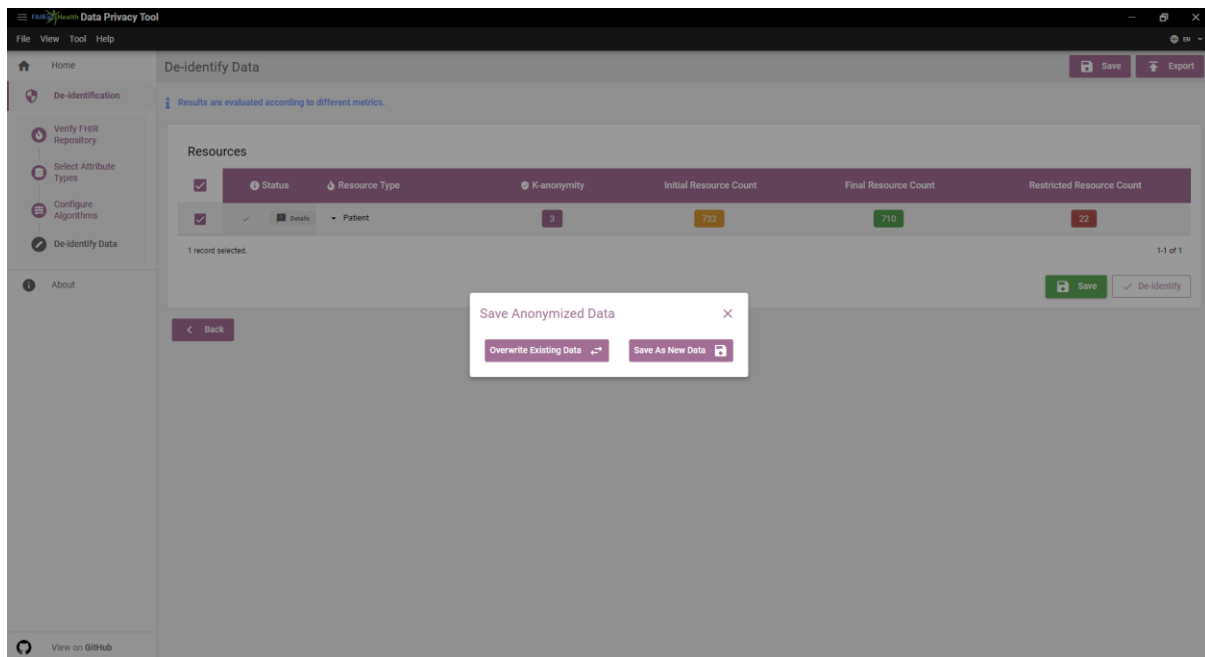 FAIR4Health Data Privacy Tool
File View Tool Help
EN
Home
De-identify Data
Save
Export
De-identification
Results are evaluated according to different metrics.
Verify FHIR
Repository
Select Attribute
Types
Configure
Algorithms
De-identify Data
About
Resources
Status
Resource Type
K-anonymity
Initial Resource Count
Final Resource Count
Restricted Resource Count
Details
Patient
3
732
710
22
1 record selected.
1-1 of 1
Save
De-identify
Back
Save Anonymized Data
Overwrite Existing Data
Save As New Data
View on GitHub